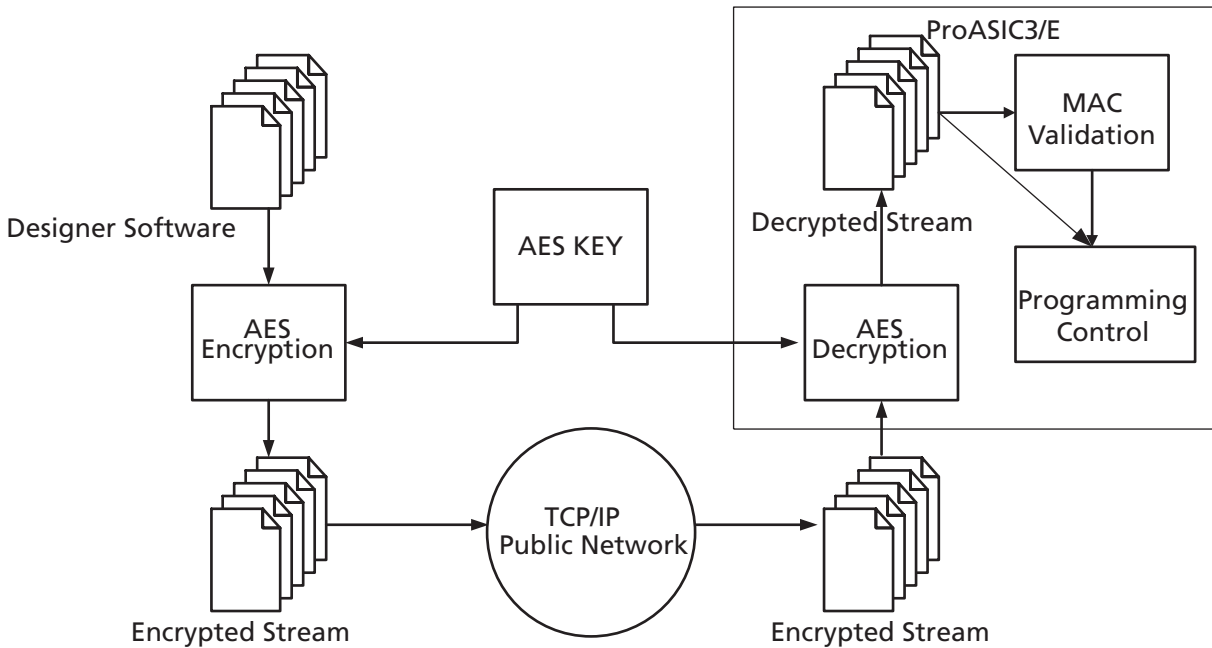 ProASIC3/E
MAC
Validation
Designer Software
AES KEY
Decrypted Stream
Programming
Control
AES
Encryption
AES
Decryption
TCP/IP
Public Network
Encrypted Stream
Encrypted Stream